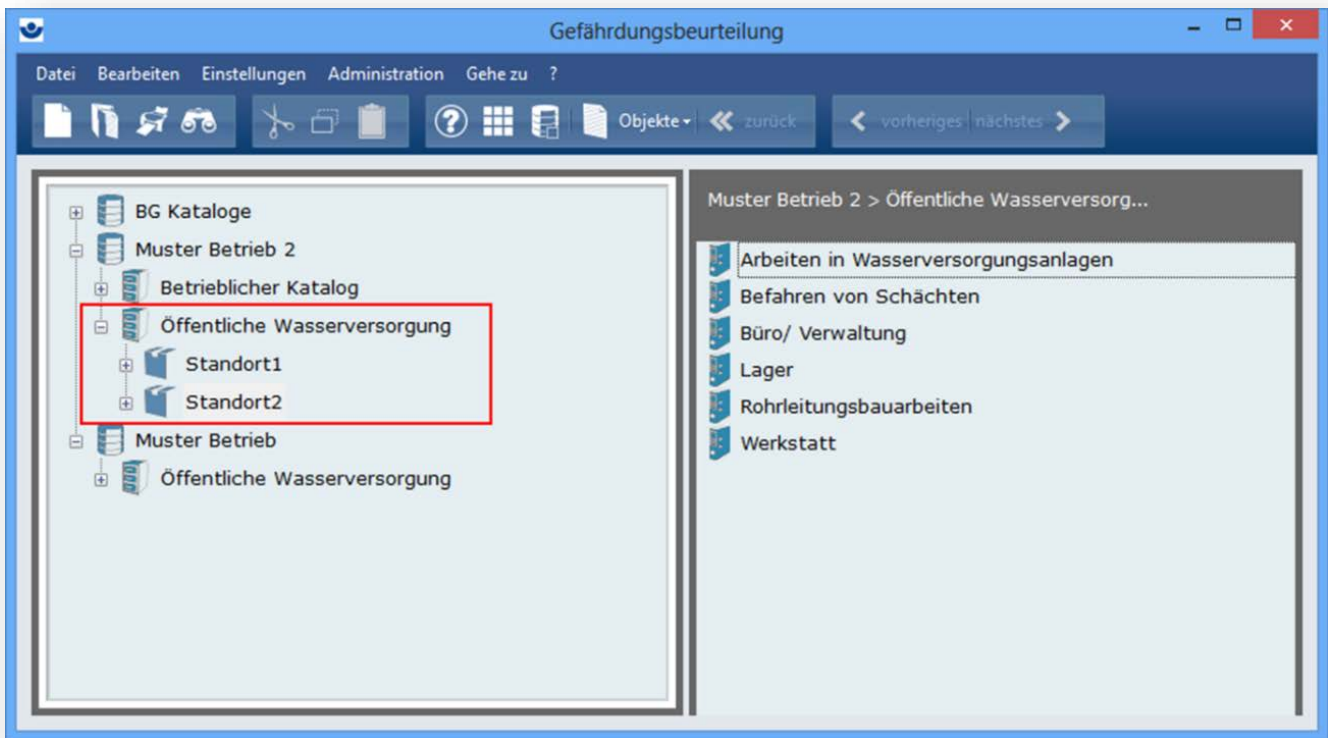 Gefährdungsbeurteilung
Datei Bearbeiten Einstellungen Administration Gehe zu ?
Objekte zurück vorheriges nächstes
BG Kataloge
Muster Betrieb 2
Betrieblicher Katalog
Öffentliche Wasserversorgung
Standort1
Standort2
Muster Betrieb
Öffentliche Wasserversorgung
Muster Betrieb 2 > Öffentliche Wasserversorg...
Arbeiten in Wasserversorgungsanlagen
Befahren von Schächten
Büro/ Verwaltung
Lager
Rohrleitungsbauarbeiten
Werkstatt